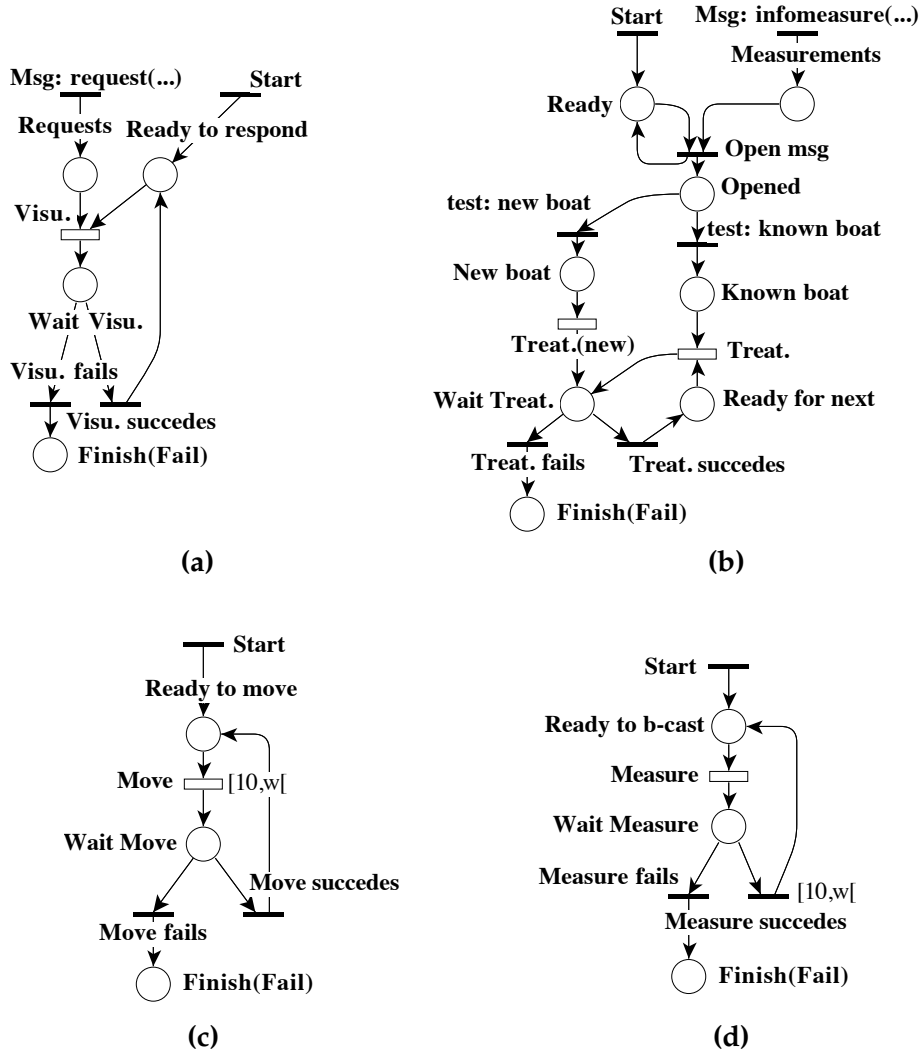 Msg: request(...)
Start
Requests
Ready to respond
Visu.
Wait Visu.
Visu. fails
Visu. succedes
Finish(Fail)
(a)
Start
Msg: infomeasure(...)
Measurements
Ready
Open msg
Opened
test: new boat
test: known boat
New boat
Known boat
Treat.(new)
Treat.
Wait Treat.
Ready for next
Treat. fails
Treat. succedes
Finish(Fail)
(b)
Start
Ready to move
Move
[10,w[
Wait Move
Move succedes
Move fails
Finish(Fail)
(c)
Start
Ready to b-cast
Measure
Wait Measure
Measure fails
[10,w[
Measure succedes
Finish(Fail)
(d)